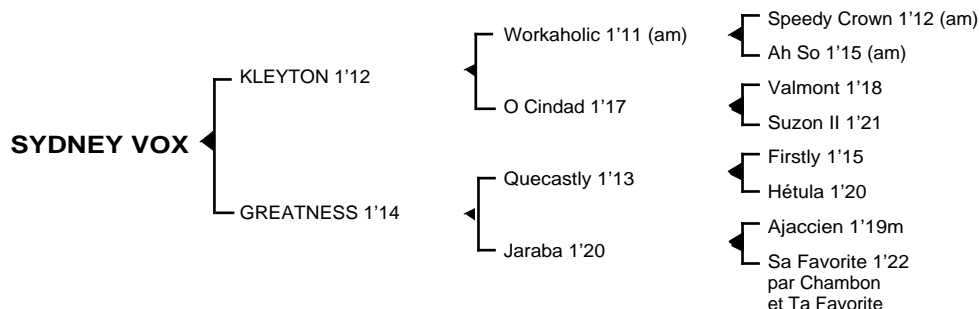 Speedy Crown 1’12 (am)
Workaholic 1’11 (am)
Ah So 1’15 (am)
KLEYTON 1’12
Valmont 1’18
O Cindad 1’17
Suzon II 1’21
SYDNEY VOX
Firstly 1’15
Quecastly 1’13
Hétula 1’20
GREATNESS 1’14
Ajaccien 1’19m
Jaraba 1’20
Sa Favorite 1’22
par Chambon
et Ta Favorite